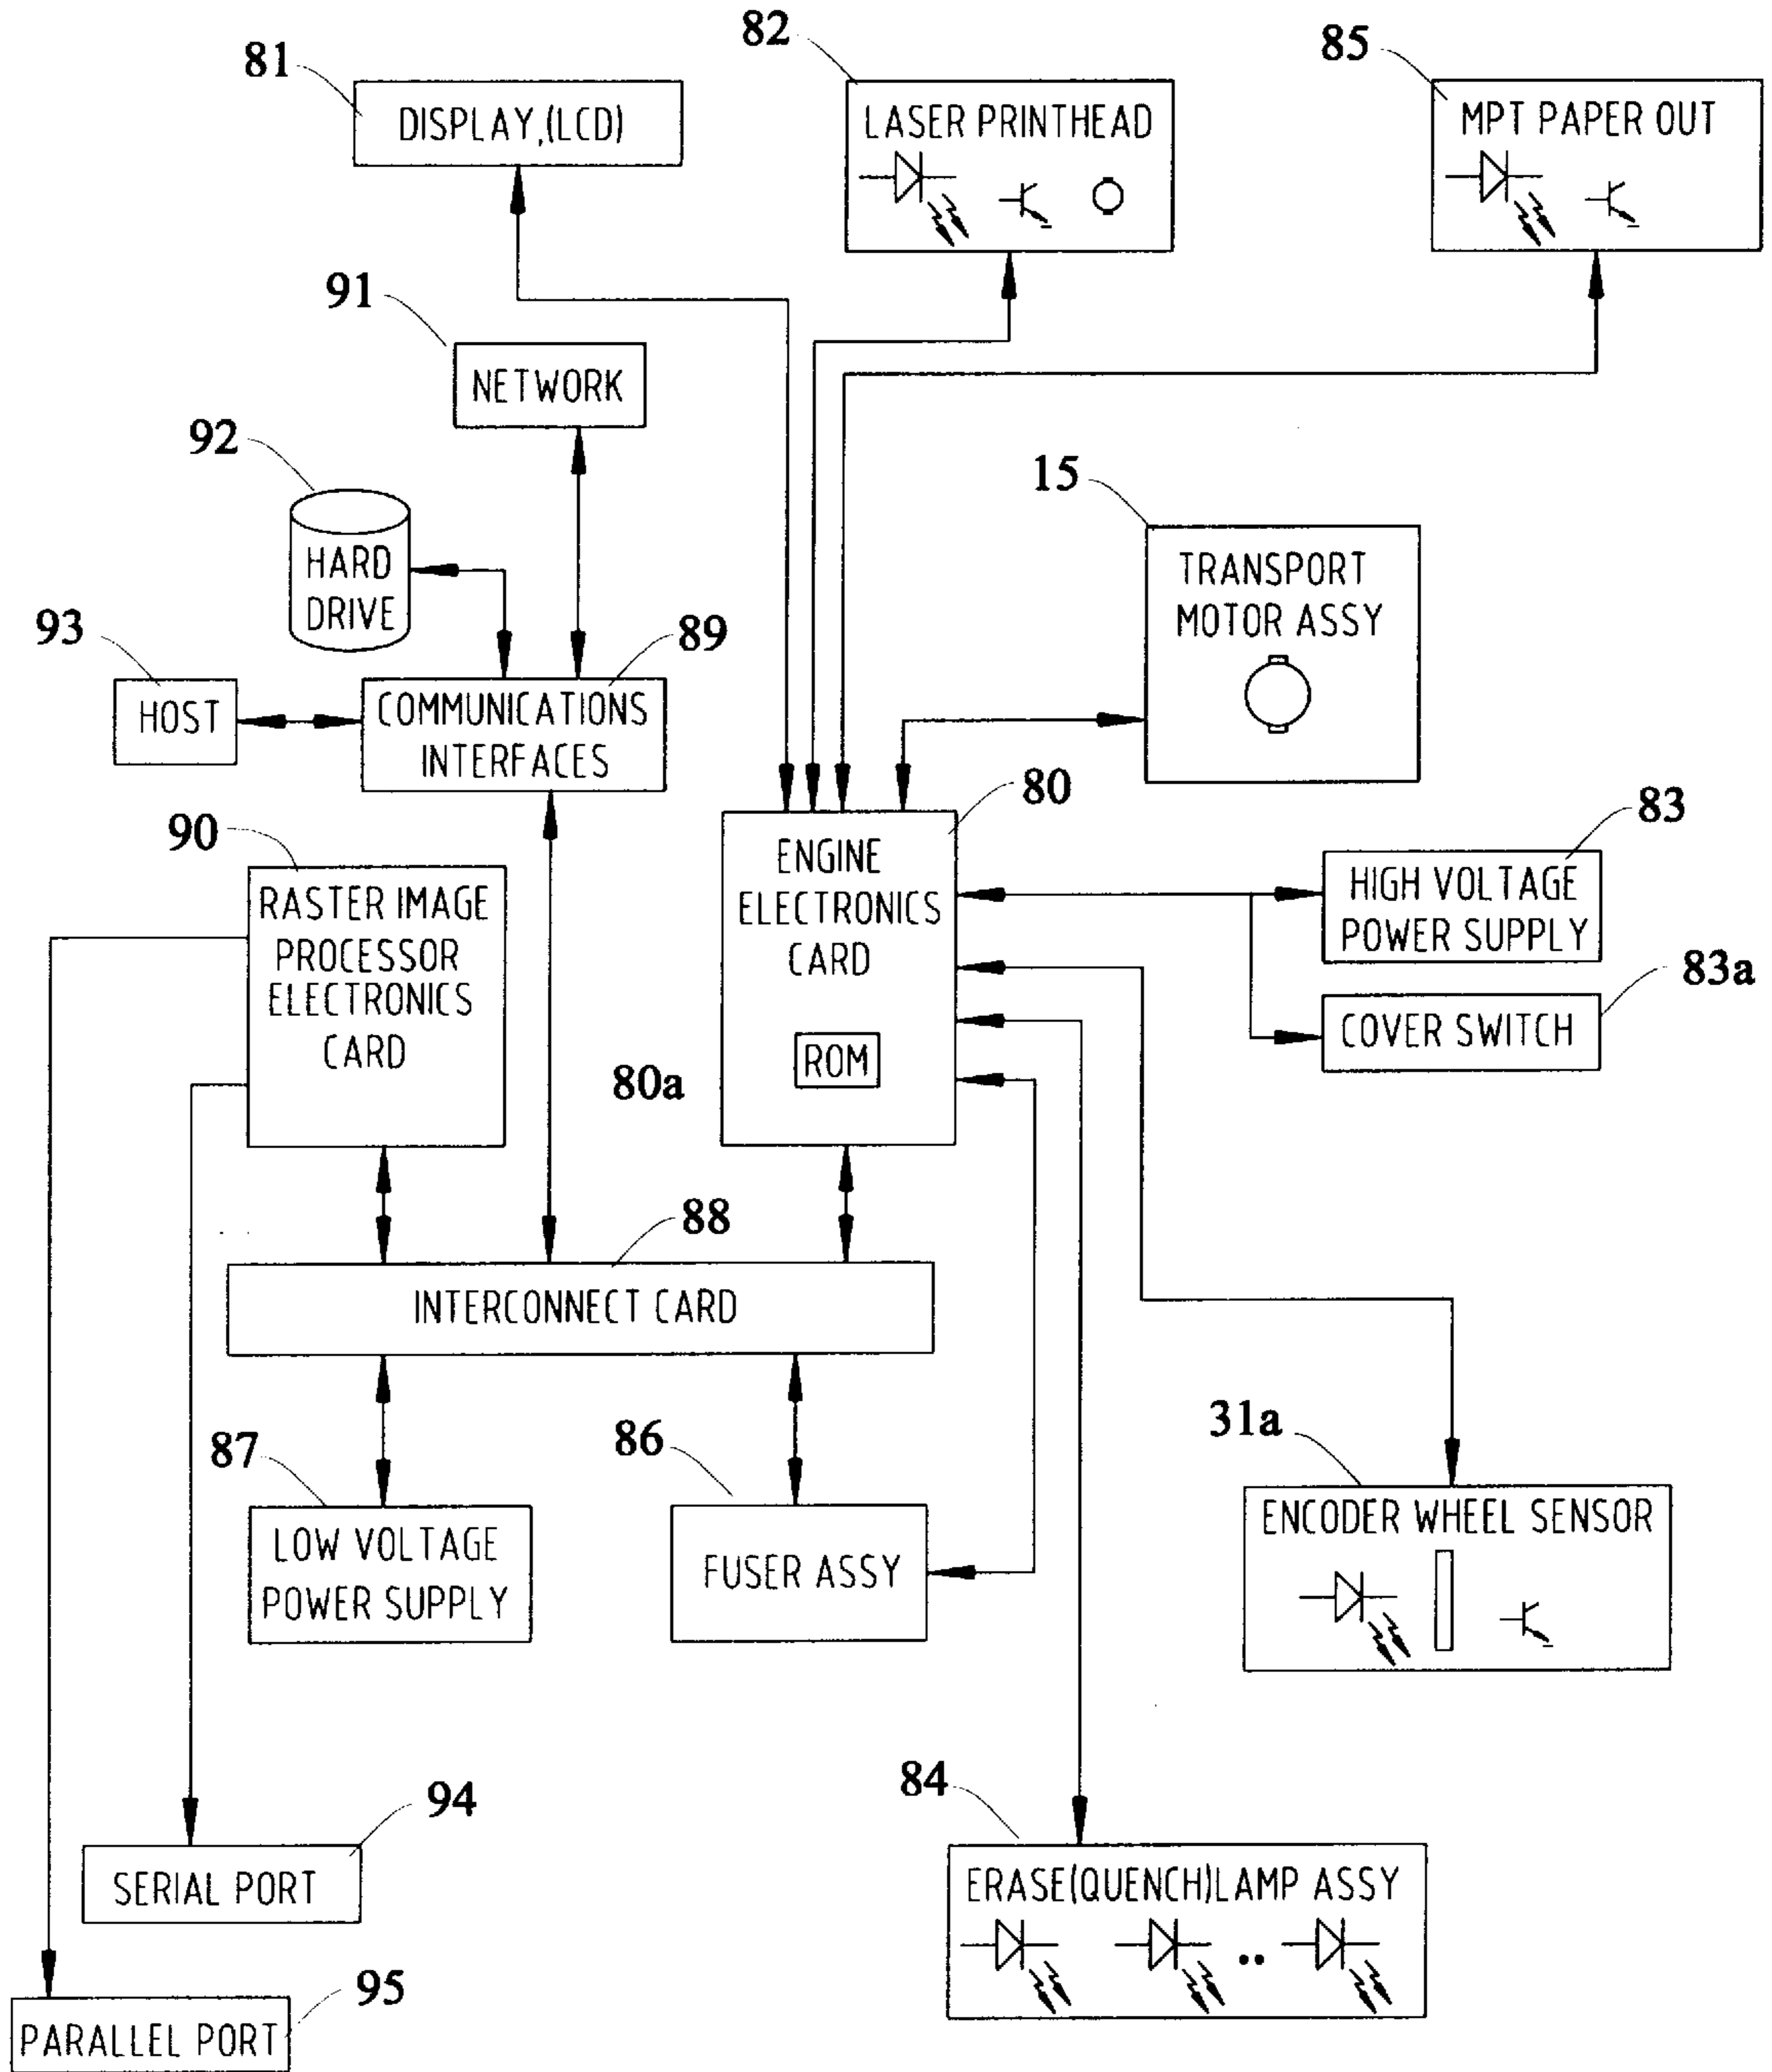 81
DISPLAY,(LCD)
82
LASER PRINTHEAD
85
MPT PAPER OUT
91
NETWORK
92
HARD
DRIVE
93
HOST
89
COMMUNICATIONS
INTERFACES
15
TRANSPORT
MOTOR ASSY
90
RASTER IMAGE
PROCESSOR
ELECTRONICS
CARD
80
ENGINE
ELECTRONICS
CARD
80a
ROM
83
HIGH VOLTAGE
POWER SUPPLY
83a
COVER SWITCH
88
INTERCONNECT CARD
87
LOW VOLTAGE
POWER SUPPLY
86
FUSER ASSY
31a
ENCODER WHEEL SENSOR
94
SERIAL PORT
84
ERASE(QUENCH)LAMP ASSY
95
PARALLEL PORT